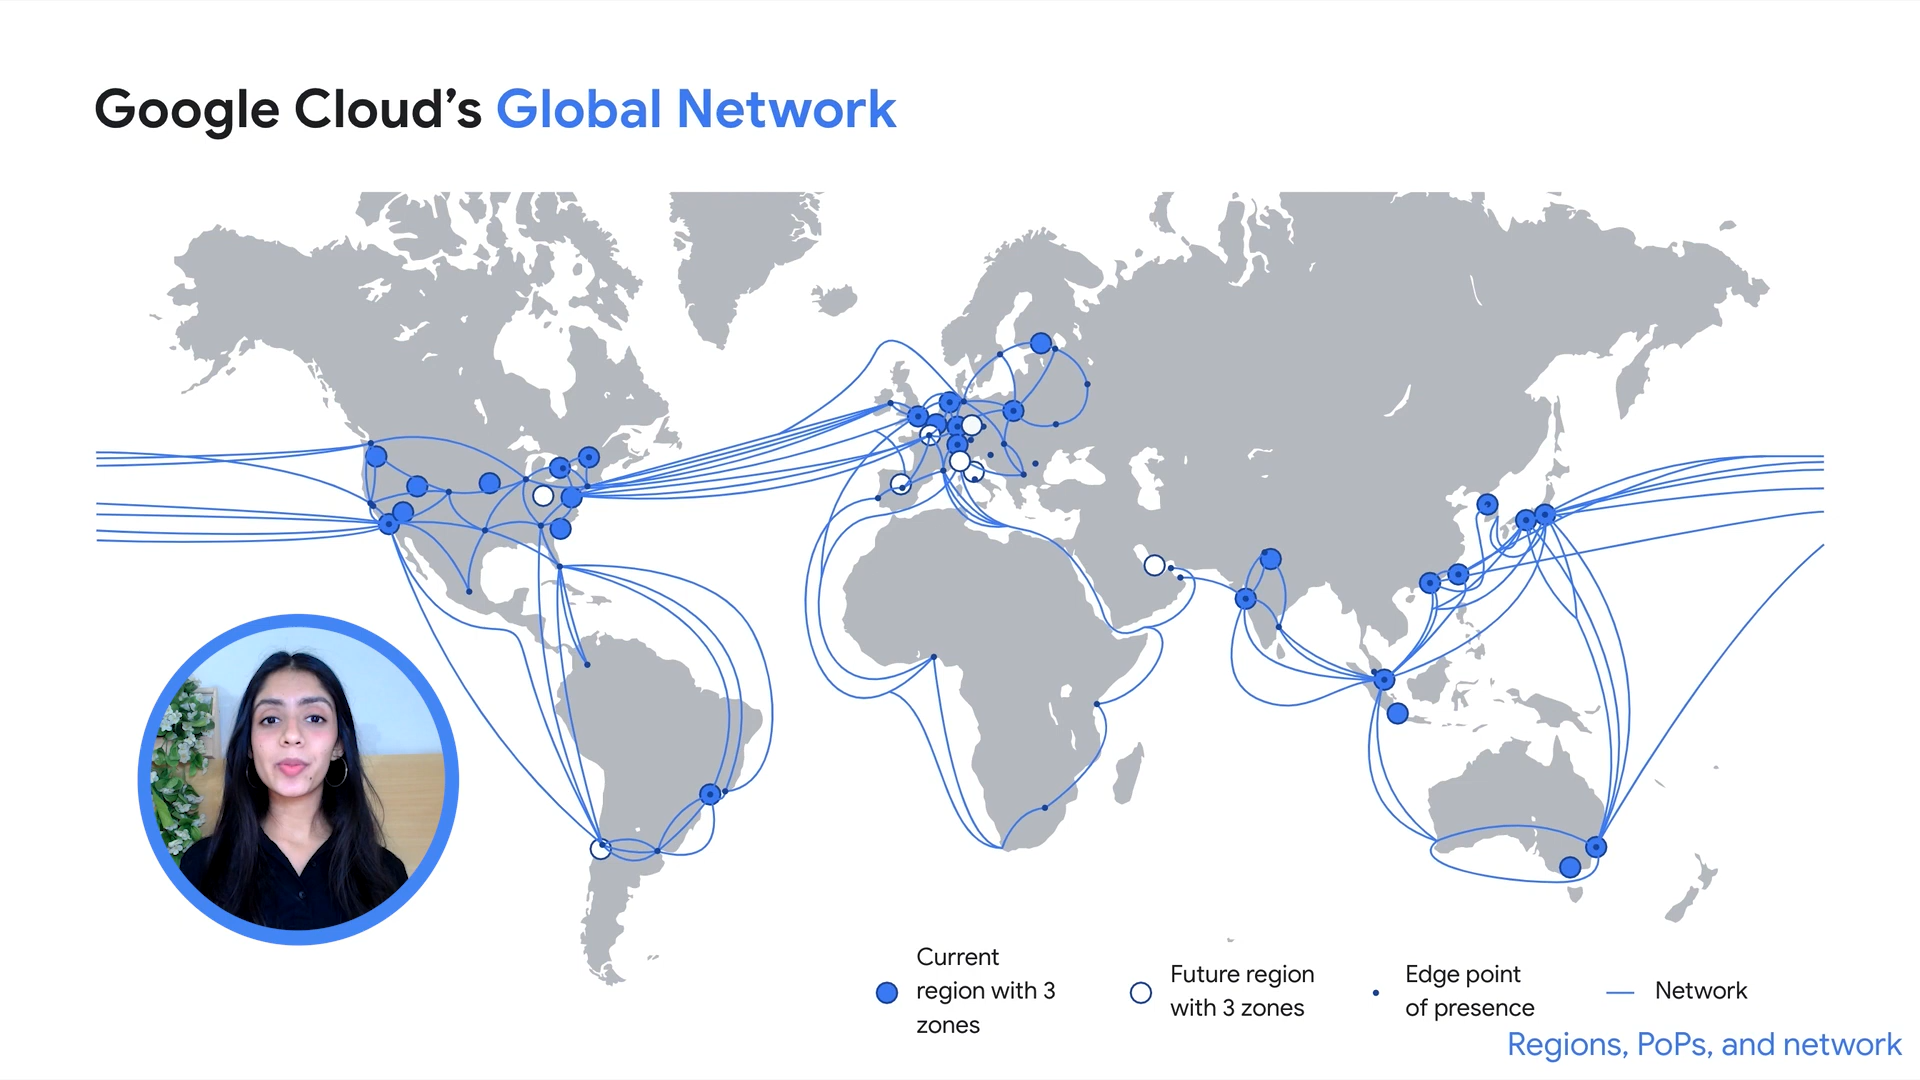 Google Cloud’s Global Network
Current
region with 3
zones
Future region
with 3 zones
Edge point
of presence
Network
Regions, PoPs, and network